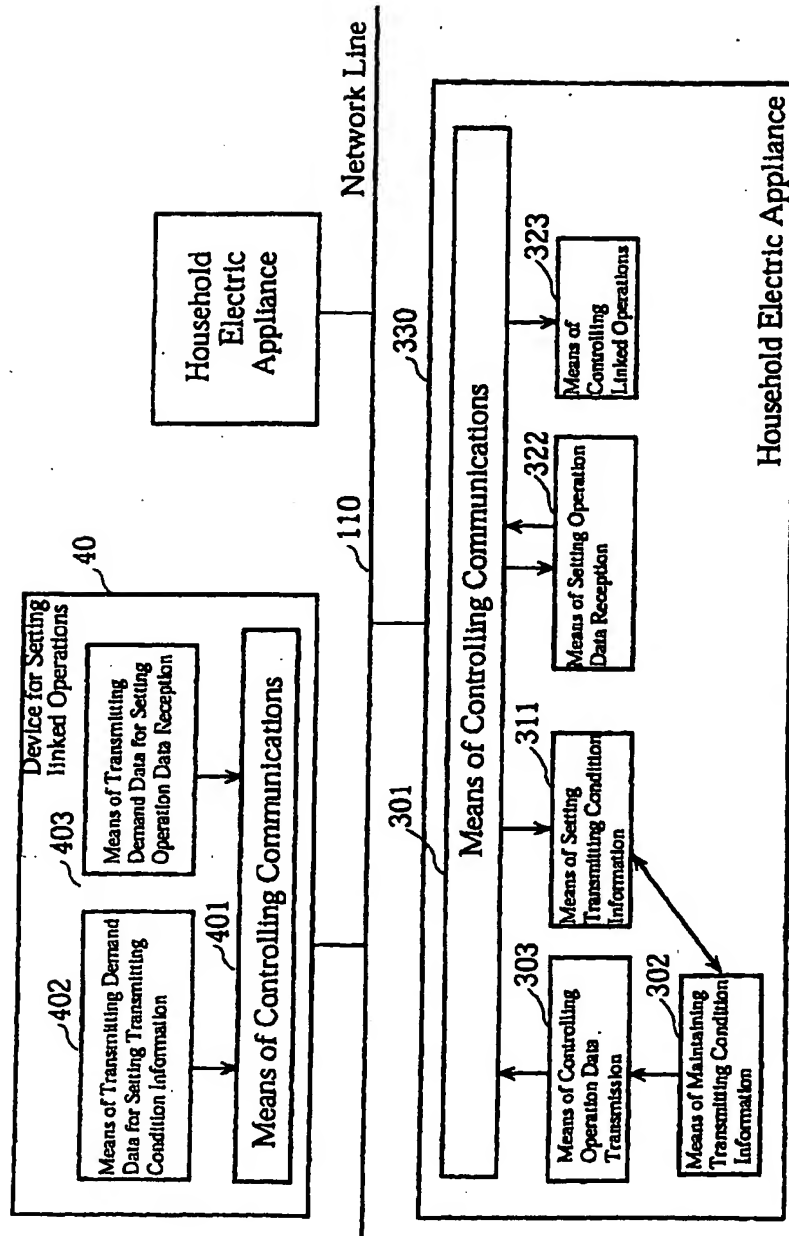 Device for Setting
linked Operations
40
402
Means of Transmitting Demand
Data for Setting Transmitting
Condition Information
403
Means of Transmitting
Demand Data for Setting
Operation Data Reception
401
Means of Controlling Communications
Household
Electric
Appliance
Network Line
110
330
301
Means of Controlling Communications
303
Means of Controlling
Operation Data
Transmission
311
Means of Setting
Transmitting Condition
Information
322
Means of Setting Operation
Data Reception
323
Means of
Controlling
Linked Operations
302
Means of Maintaining
Transmitting Condition
Information
Household Electric Appliance